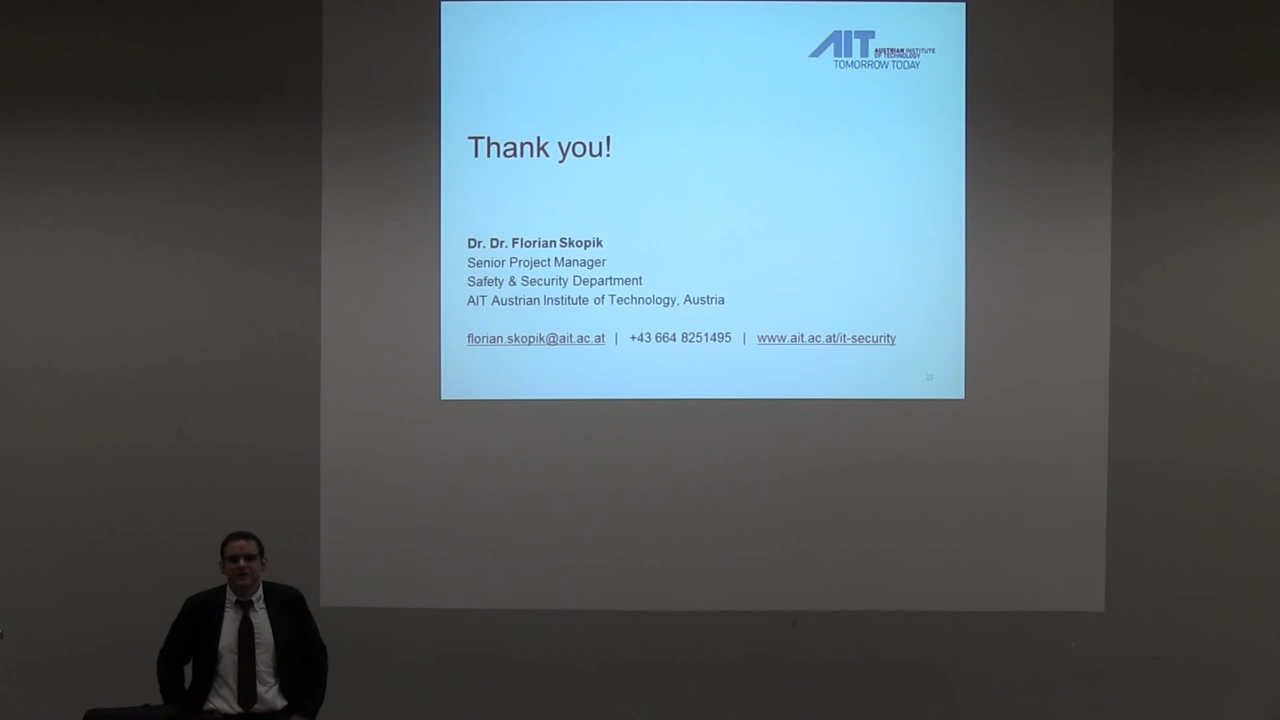 AIT AUSTRIAN INSTITUTE
OF TECHNOLOGY
TOMORROW TODAY
Thank you!
Dr. Dr. Florian Skopik
Senior Project Manager
Safety & Security Department
AIT Austrian Institute of Technology, Austria
florian.skopik@ait.ac.at | +43 664 8251495 | www.ait.ac.at/it-security